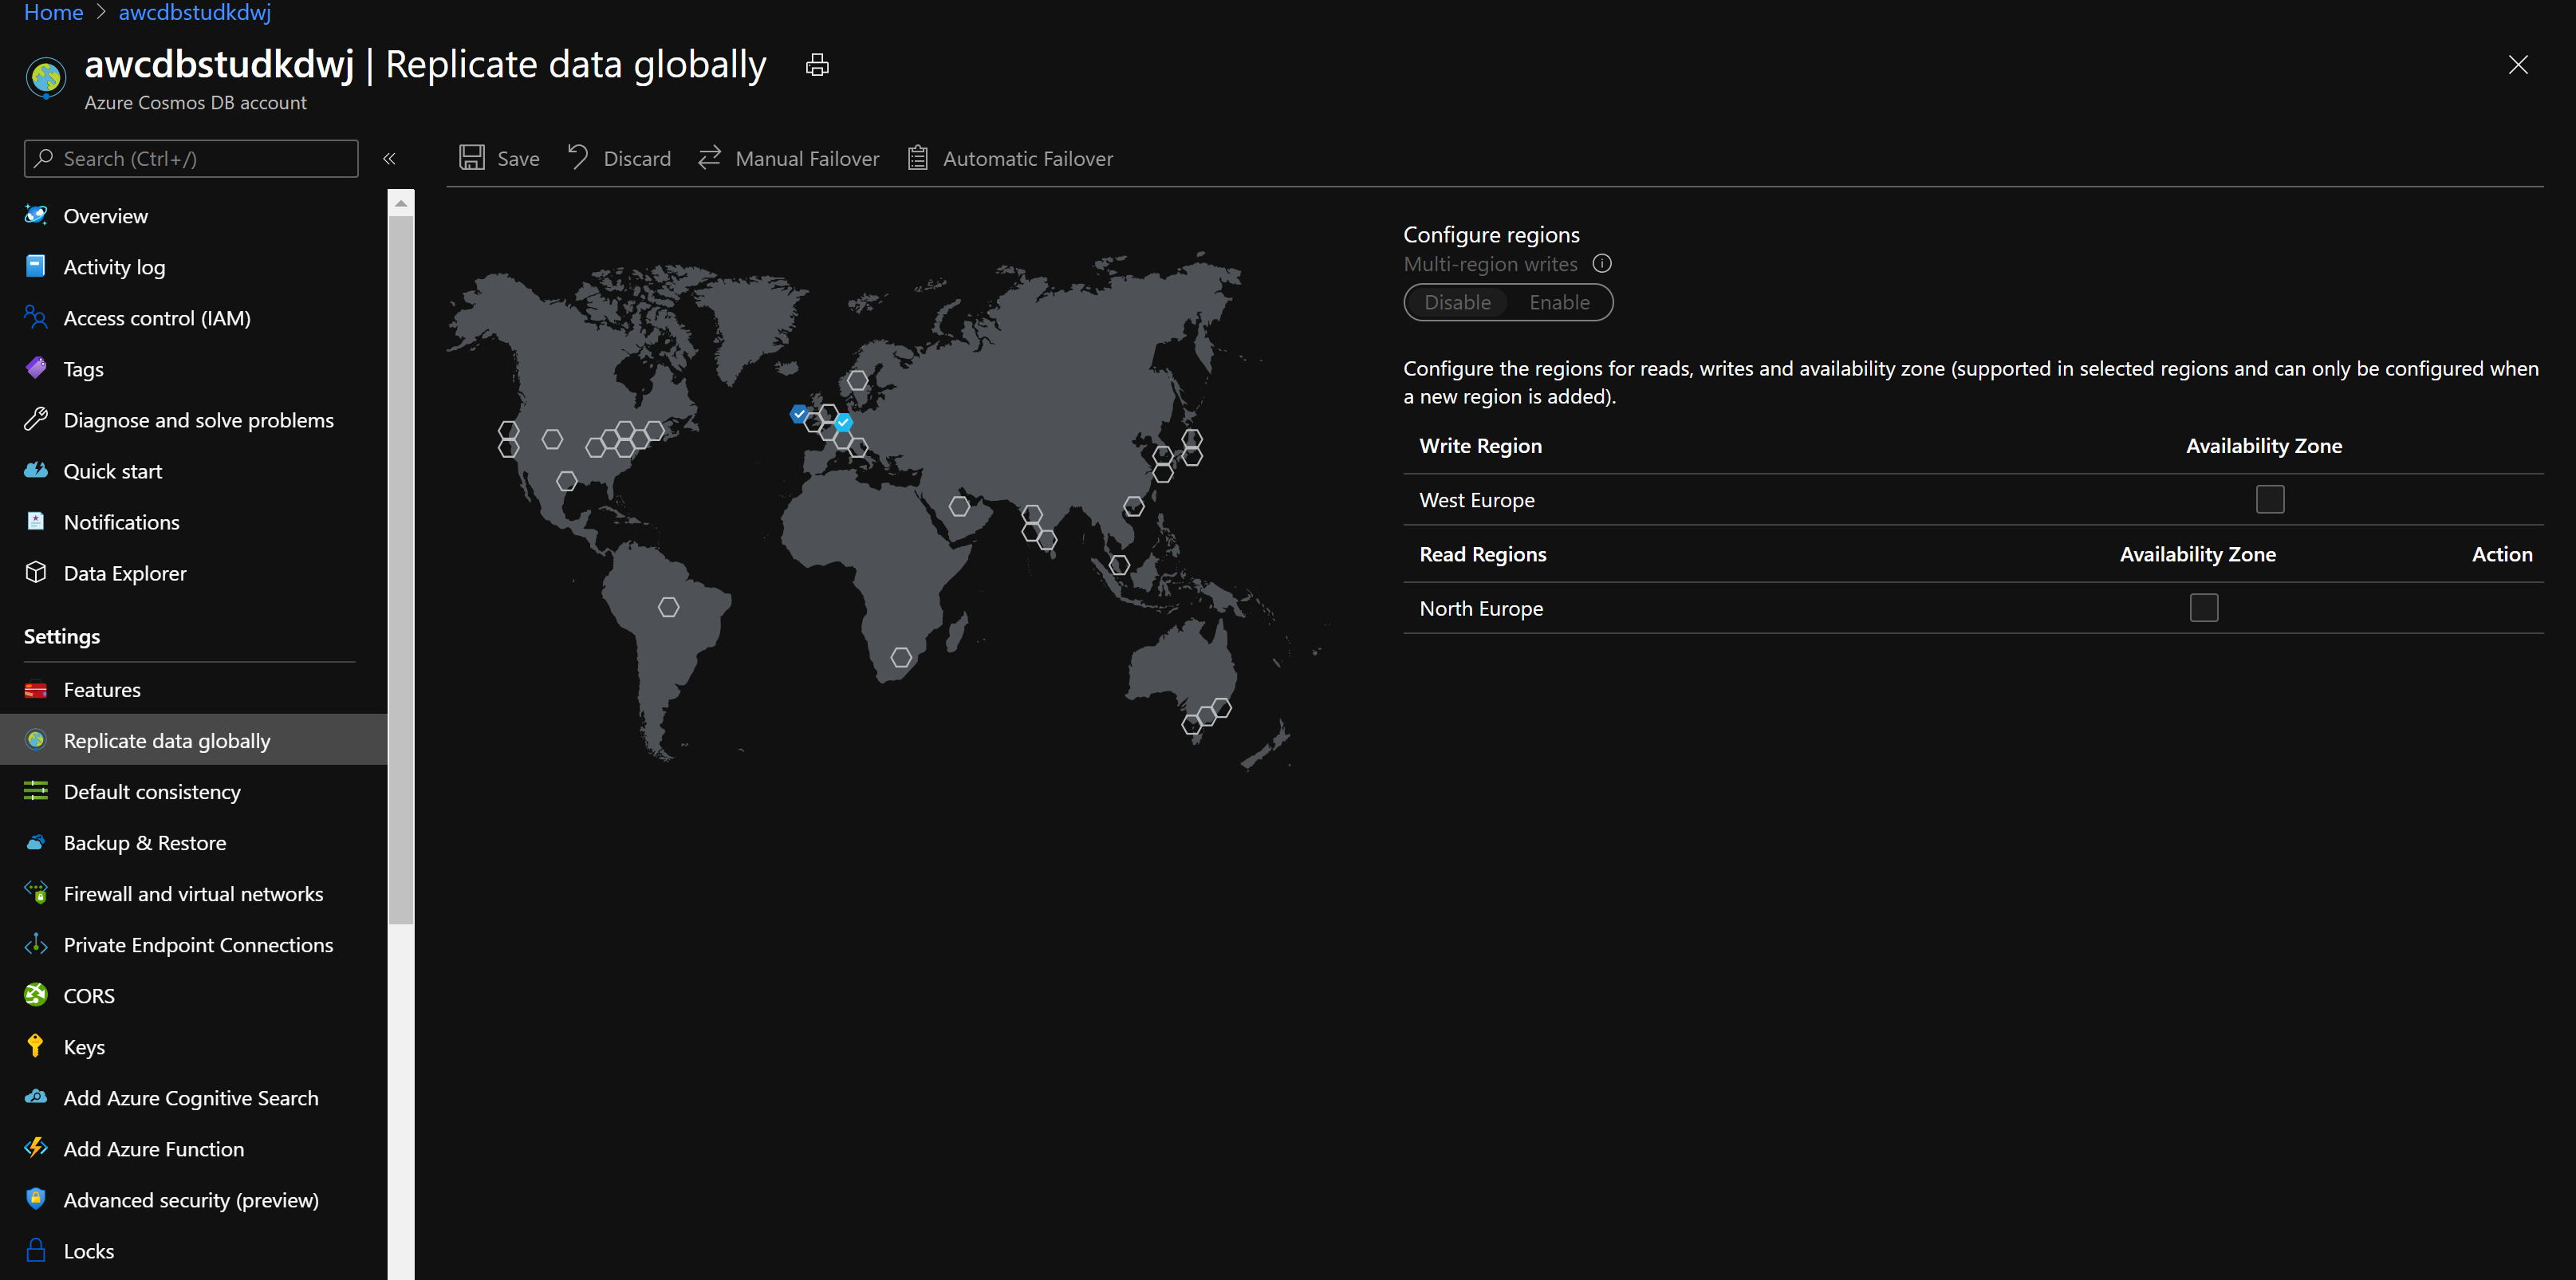 Home > awcdbstudkdwj
awcdbstudkdwj | Replicate data globally
Azure Cosmos DB account
Search (Ctrl+/)
«
Save
Discard
Manual Failover
Automatic Failover
Overview
Activity log
Access control (IAM)
Tags
Diagnose and solve problems
Quick start
Notifications
Data Explorer
Settings
Features
Replicate data globally
Default consistency
Backup & Restore
Firewall and virtual networks
Private Endpoint Connections
CORS
Keys
Add Azure Cognitive Search
Add Azure Function
Advanced security (preview)
Locks
Configure regions
Multi-region writes
Disable Enable
Configure the regions for reads, writes and availability zone (supported in selected regions and can only be configured when
a new region is added).
Write Region Availability Zone
West Europe
Read Regions Availability Zone Action
North Europe